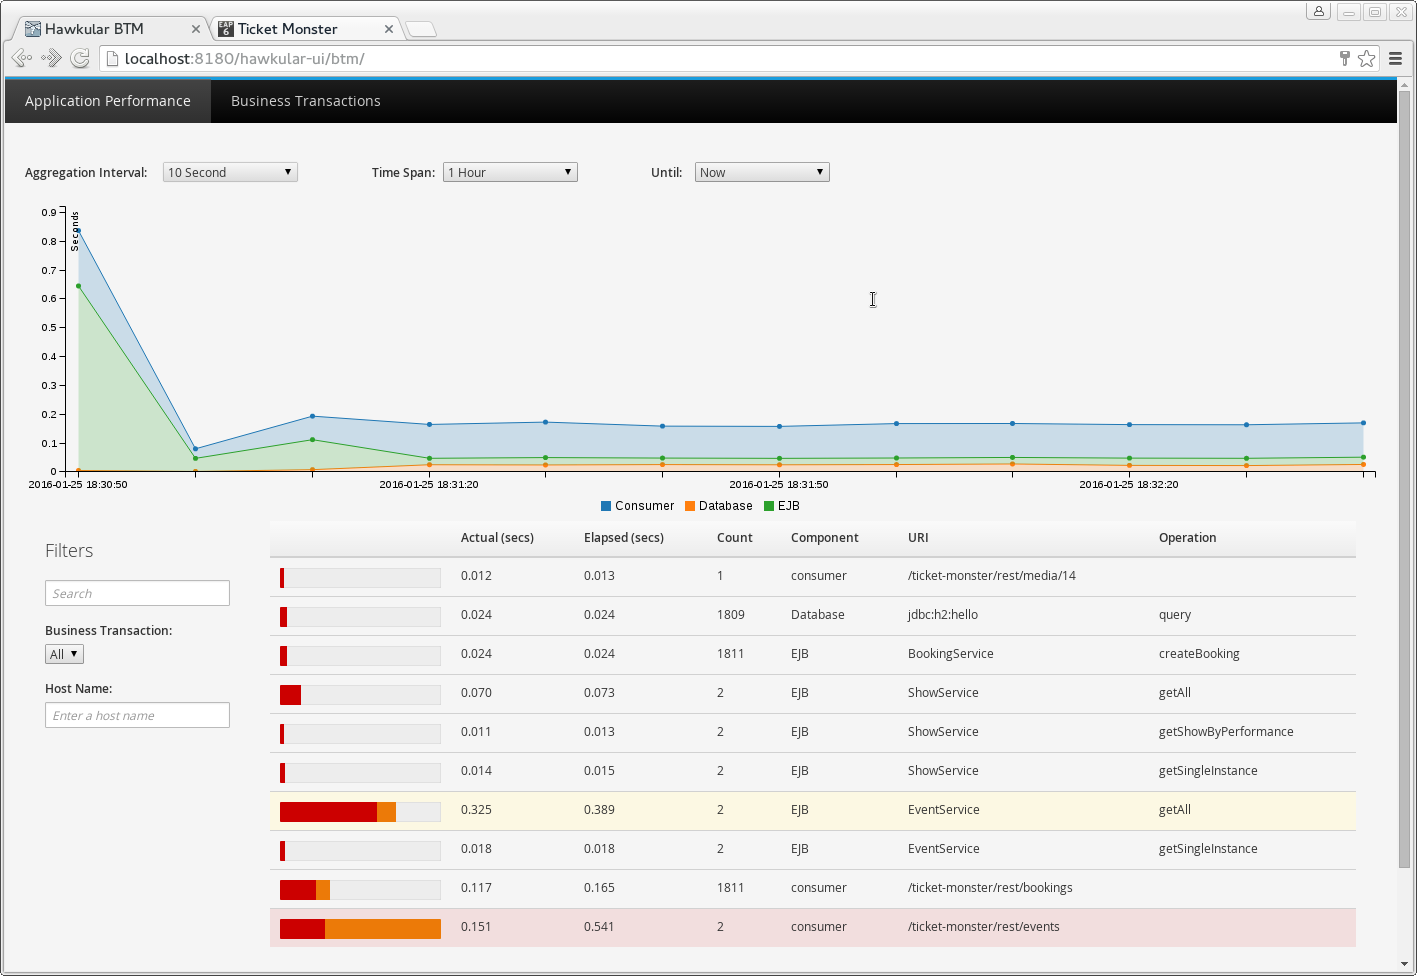 Hawkular BTM
EAP 6 Ticket Monster
localhost:8180/hawkular-ui/btm/
Application Performance Business Transactions
Aggregation Interval: 10 Second Time Span: 1 Hour Until: Now
Seconds
0.9
0.8
0.7
0.6
0.5
0.4
0.3
0.2
0.1
0
2016-01-25 18:30:50 2016-01-25 18:31:20 2016-01-25 18:31:50 2016-01-25 18:32:20
Consumer Database EJB
Filters
Search
Business Transaction:
All
Host Name:
Enter a host name
Actual (secs) Elapsed (secs) Count Component URI Operation
0.012 0.013 1 consumer /ticket-monster/rest/media/14
0.024 0.024 1809 Database jdbc:h2:hello query
0.024 0.024 1811 EJB BookingService createBooking
0.070 0.073 2 EJB ShowService getAll
0.011 0.013 2 EJB ShowService getShowByPerformance
0.014 0.015 2 EJB ShowService getSingleInstance
0.325 0.389 2 EJB EventService getAll
0.018 0.018 2 EJB EventService getSingleInstance
0.117 0.165 1811 consumer /ticket-monster/rest/bookings
0.151 0.541 2 consumer /ticket-monster/rest/events